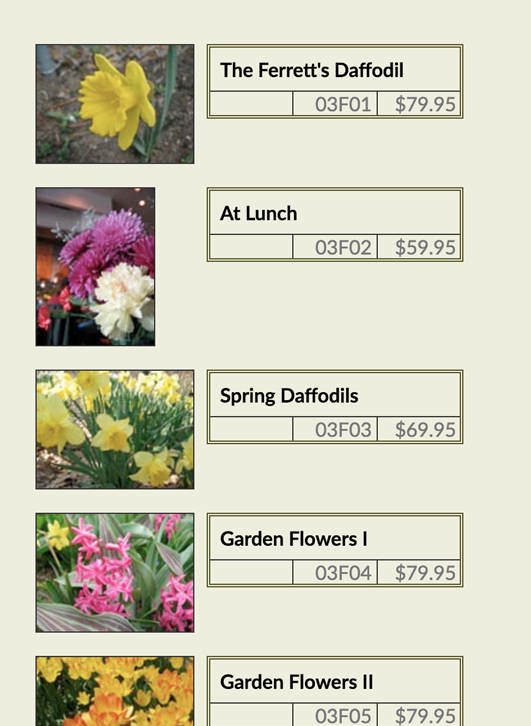 The Ferrett's Daffodil
03F01 $79.95
At Lunch
03F02 $59.95
Spring Daffodils
03F03 $69.95
Garden Flowers I
03F04 $79.95
Garden Flowers II
03F05 $79.95